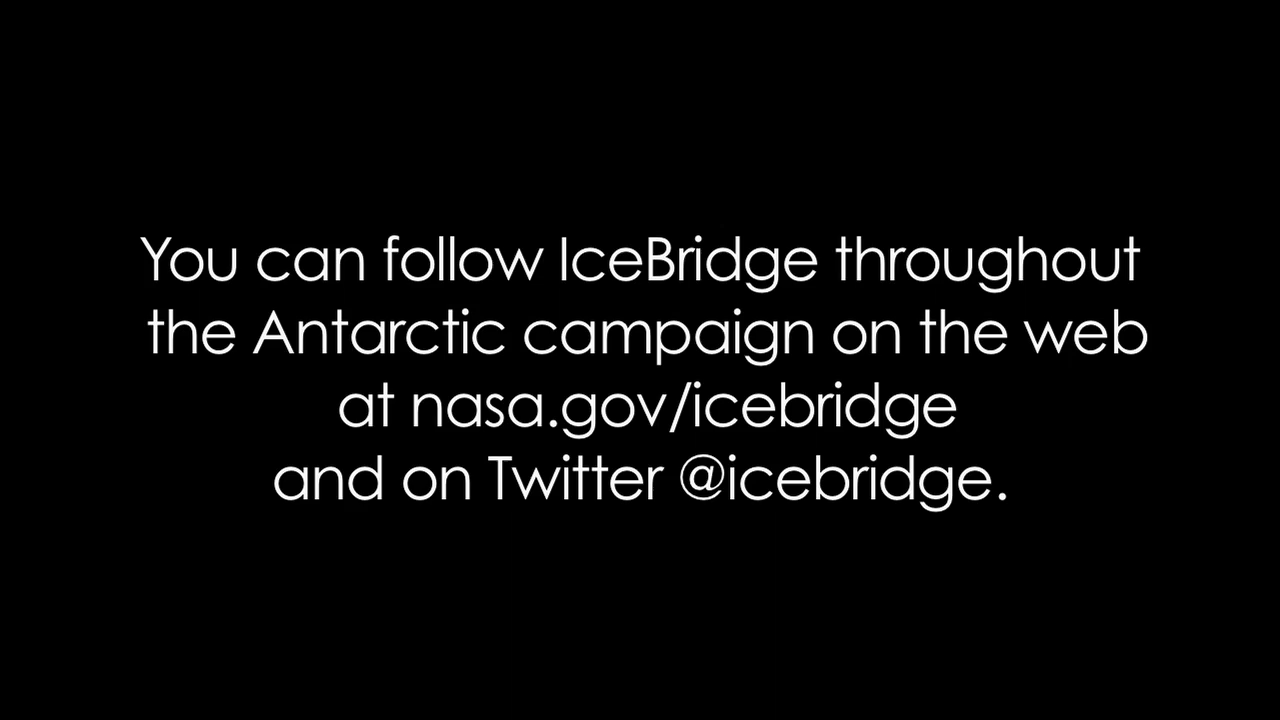 You can follow IceBridge throughout
the Antarctic campaign on the web
at nasa.gov/icebridge
and on Twitter @icebridge.